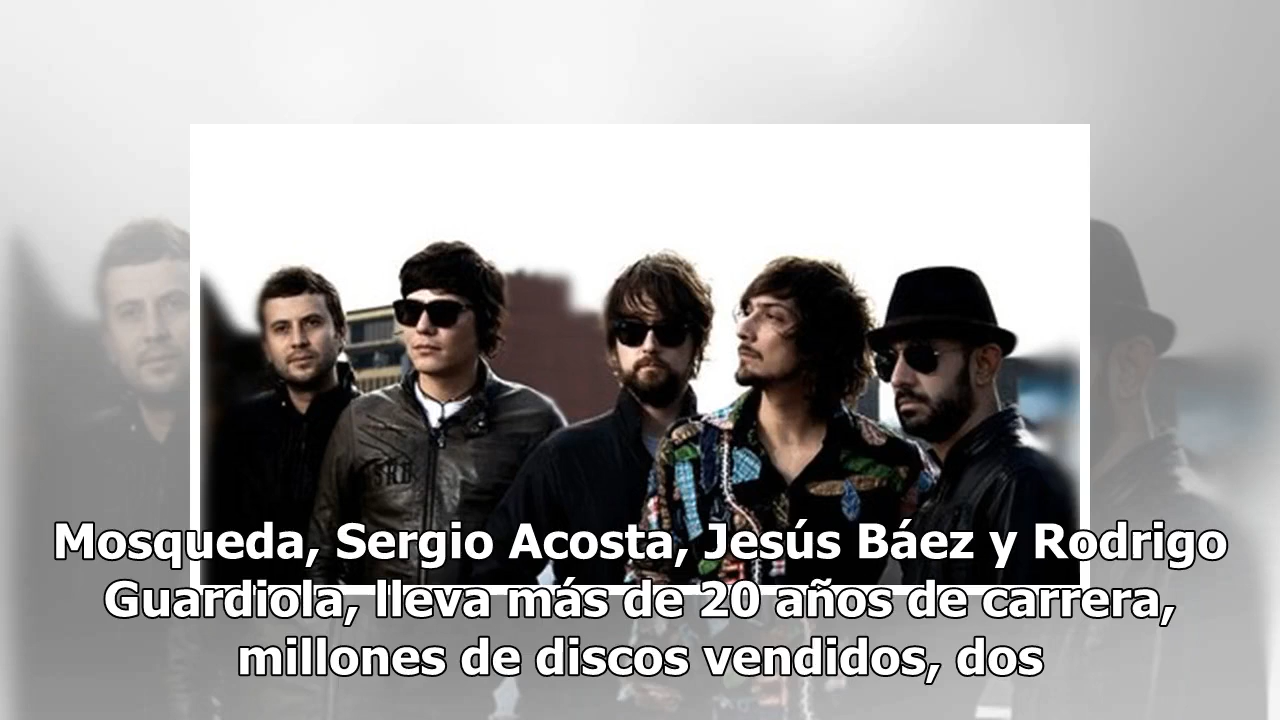 Mosqueda, Sergio Acosta, Jesús Báez y Rodrigo
Guardiola, lleva más de 20 años de carrera,
millones de discos vendidos, dos